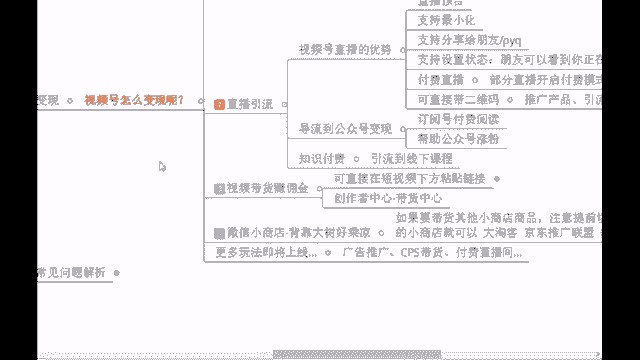 直播预告
支持最小化
支持分享给朋友/pyq
视频号直播的优势
支持设置状态：朋友可以看到你正在
付费直播 部分直播开启付费模式
变现 视频号怎么变现呢？ 直播引流
可直接带二维码 推广产品、引流
订阅号付费阅读
导流到公众号变现
帮助公众号涨粉
知识付费 引流到线下课程
可直接在短视频下方粘贴链接
视频带货赚佣金
创作者中心-带货中心
如果要带货其他小商店商品，注意提前
微信小商店-背靠大树好乘凉 的小商店就可以 大淘客 京东推广联盟
更多玩法即将上线... 广告推广、CPS带货、付费直播间...
常见问题解析